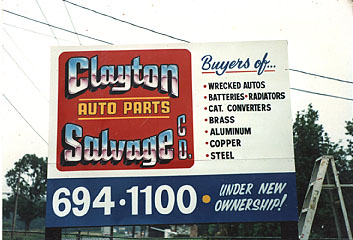 Clayton
AUTO PARTS
Salvage CO.
Buyers of...
• WRECKED AUTOS
• BATTERIES • RADIATORS
• CAT. CONVERTERS
• BRASS
• ALUMINUM
• COPPER
• STEEL
694·1100 • UNDER NEW
OWNERSHIP!